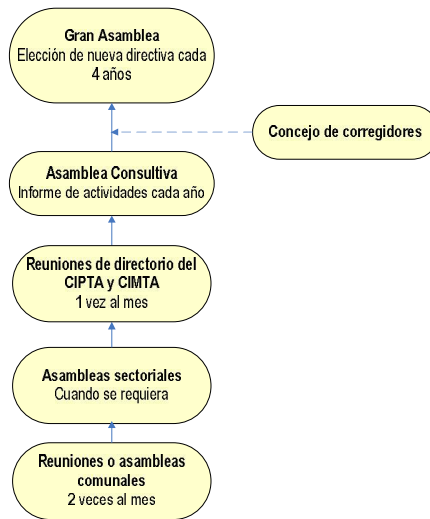 Gran Asamblea
Elección de nueva directiva cada
4 años
Concejo de corregidores
Asamblea Consultiva
Informe de actividades cada año
Reuniones de directorio del
CIPTA y CIMTA
1 vez al mes
Asambleas sectoriales
Cuando se requiera
Reuniones o asambleas
comunales
2 veces al mes